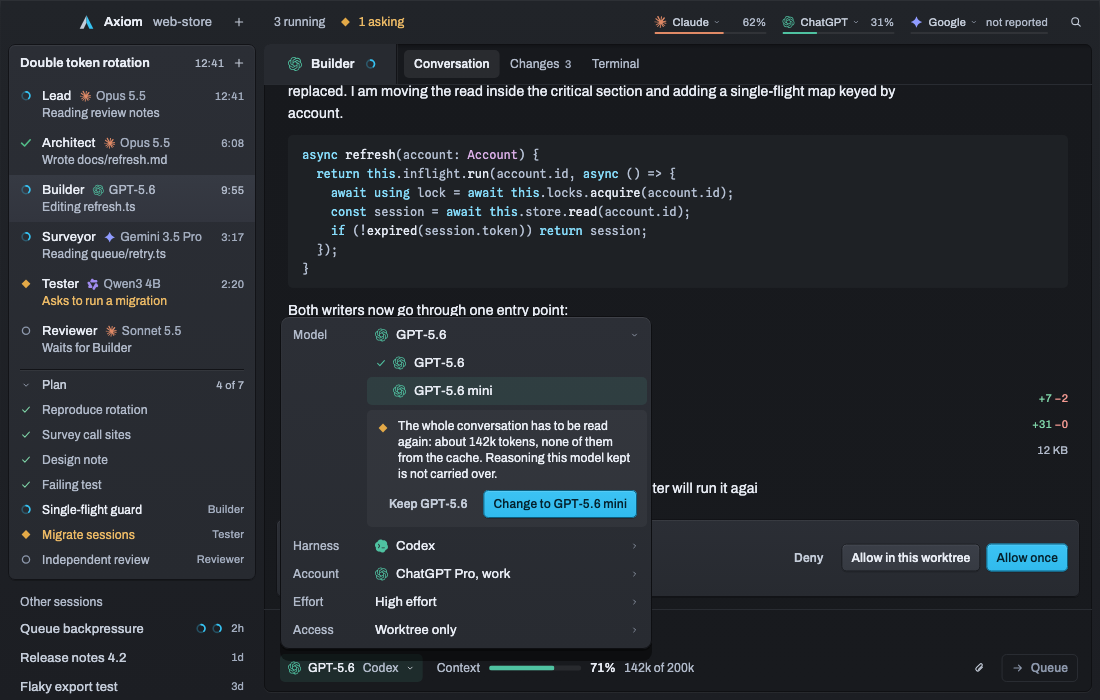 Axiom web-store + 3 running 1 asking Claude 62% ChatGPT 31% Google not reported
Double token rotation 12:41 +
Lead Opus 5.5 12:41
Reading review notes
Architect Opus 5.5 6:08
Wrote docs/refresh.md
Builder GPT-5.6 9:55
Editing refresh.ts
Surveyor Gemini 3.5 Pro 3:17
Reading queue/retry.ts
Tester Qwen3 4B 2:20
Asks to run a migration
Reviewer Sonnet 5.5
Waits for Builder
Plan 4 of 7
Reproduce rotation
Survey call sites
Design note
Failing test
Single-flight guard Builder
Migrate sessions Tester
Independent review Reviewer
Other sessions
Queue backpressure 2h
Release notes 4.2 1d
Flaky export test 3d
Builder Conversation Changes 3 Terminal
replaced. I am moving the read inside the critical section and adding a single-flight map keyed by
account.
async refresh(account: Account) {
return this.inflight.run(account.id, async () => {
await using lock = await this.locks.acquire(account.id);
const session = await this.store.read(account.id);
if (!expired(session.token)) return session;
});
}
Both writers now go through one entry point:
Model GPT-5.6
GPT-5.6
GPT-5.6 mini
The whole conversation has to be read
again: about 142k tokens, none of them
from the cache. Reasoning this model kept
is not carried over.
Keep GPT-5.6 Change to GPT-5.6 mini
Harness Codex
Account ChatGPT Pro, work
Effort High effort
Access Worktree only
+7 −2
+31 −0
12 KB
ter will run it agai
Deny Allow in this worktree Allow once
GPT-5.6 Codex Context 71% 142k of 200k Queue